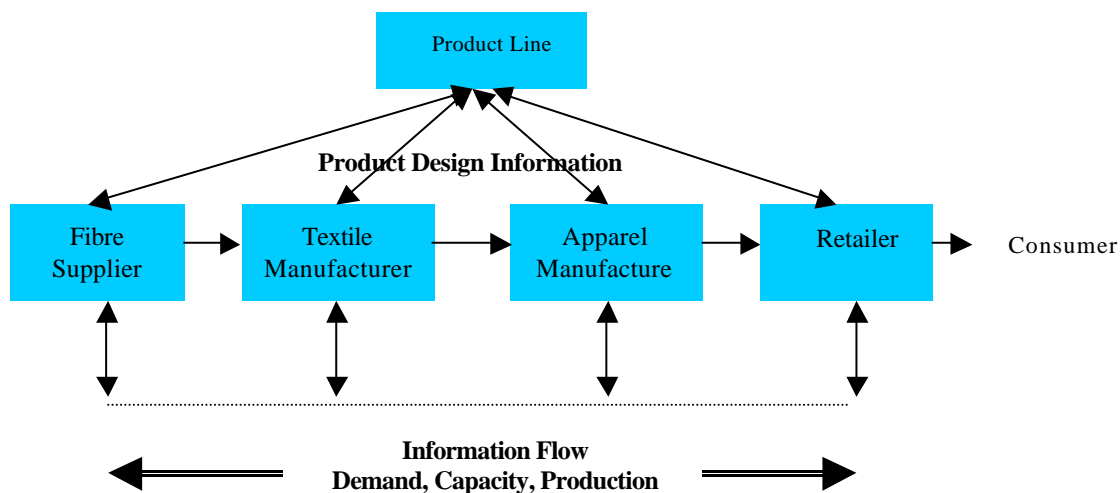 Product Line
Product Design Information
Fibre
Supplier
Textile
Manufacturer
Apparel
Manufacture
Retailer
Consumer
Information Flow
Demand, Capacity, Production